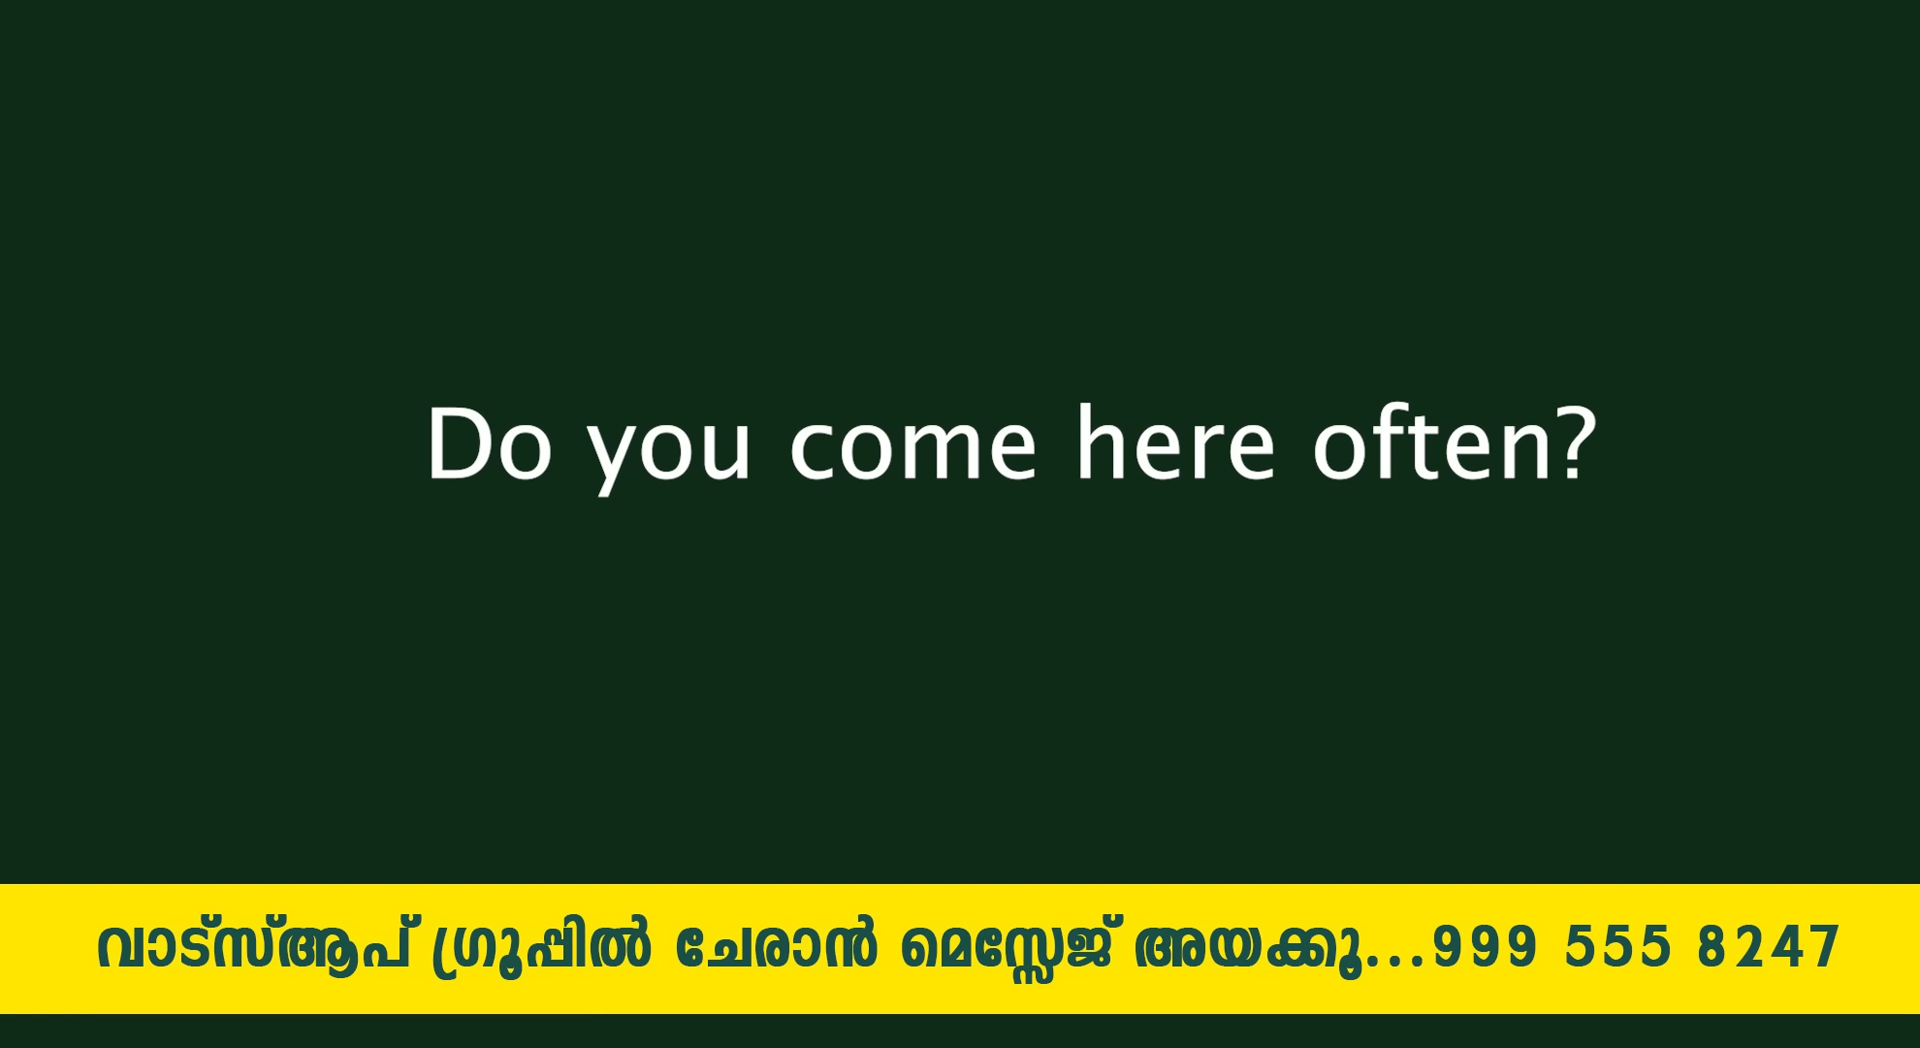 Do you come here often?
വാട്സ്ആപ് ഗ്രൂപ്പിൽ ചേരാൻ മെസ്സേജ് അയക്കൂ...999 555 8247